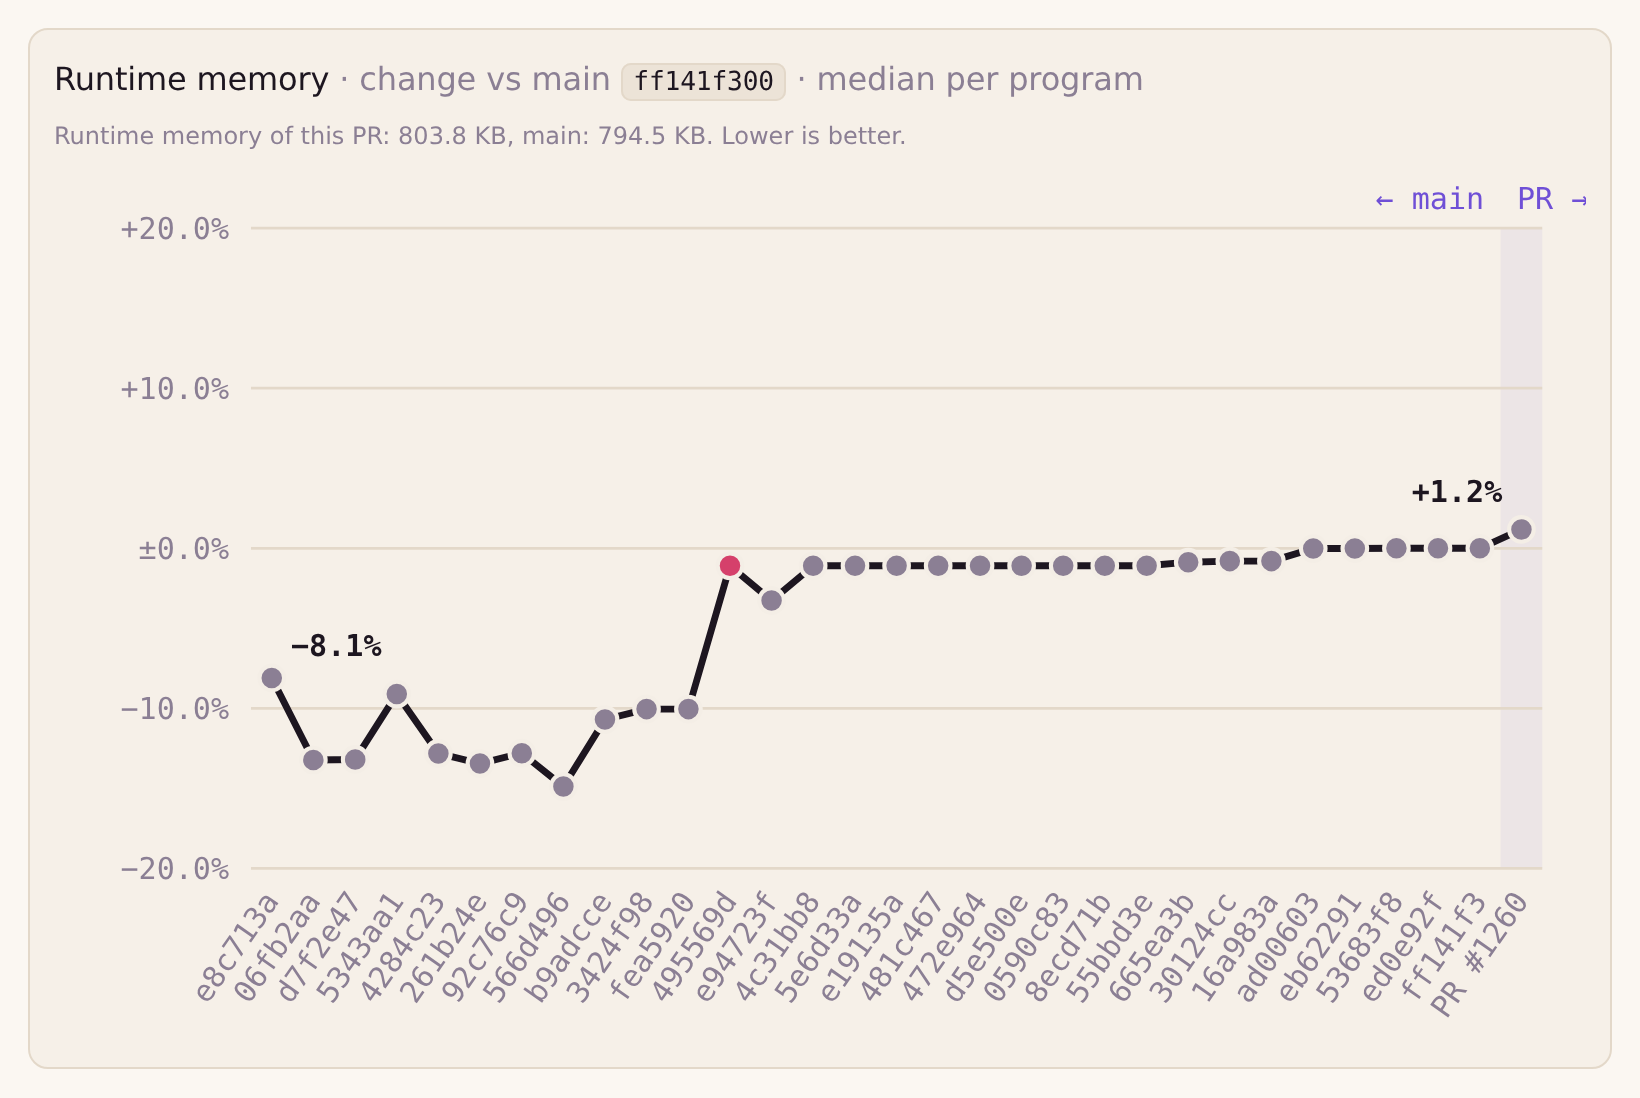 Runtime memory · change vs main ff141f300 · median per program
Runtime memory of this PR: 803.8 KB, main: 794.5 KB. Lower is better.
← main PR →
+20.0%
+10.0%
+1.2%
±0.0%
−8.1%
−10.0%
−20.0%
e8c713a
06fb2aa
d7f2e47
5343aa1
4284c23
261b24e
92c76c9
566d496
b9adcce
3424f98
fea5920
495569d
e94723f
4c31bb8
5e6d33a
e19135a
481c467
472e964
d5e500e
0590c83
8ecd71b
55bbd3e
665ea3b
30124cc
16a983a
ad00603
eb62291
53683f8
ed0e92f
ff141f3
PR #1260